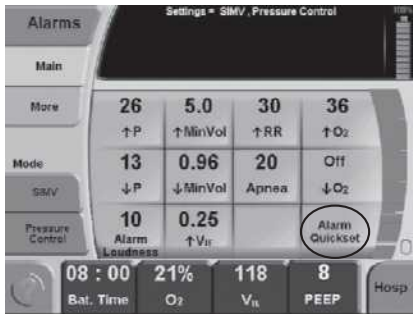 Settings = SIMV , Pressure Control
100%
Alarms
Main
More
Mode
SIMV
Pressure
Control
26 5.0 30 36
↑P ↑MinVol ↑RR ↑O₂
13 0.96 20 Off
↓P ↓MinVol Apnea ↓O₂
10 0.25
Alarm
Loudness ↑VTE Alarm
Quickset
0
08 : 00 21% 118 8
Bat. Time O₂ VTE PEEP
Hosp